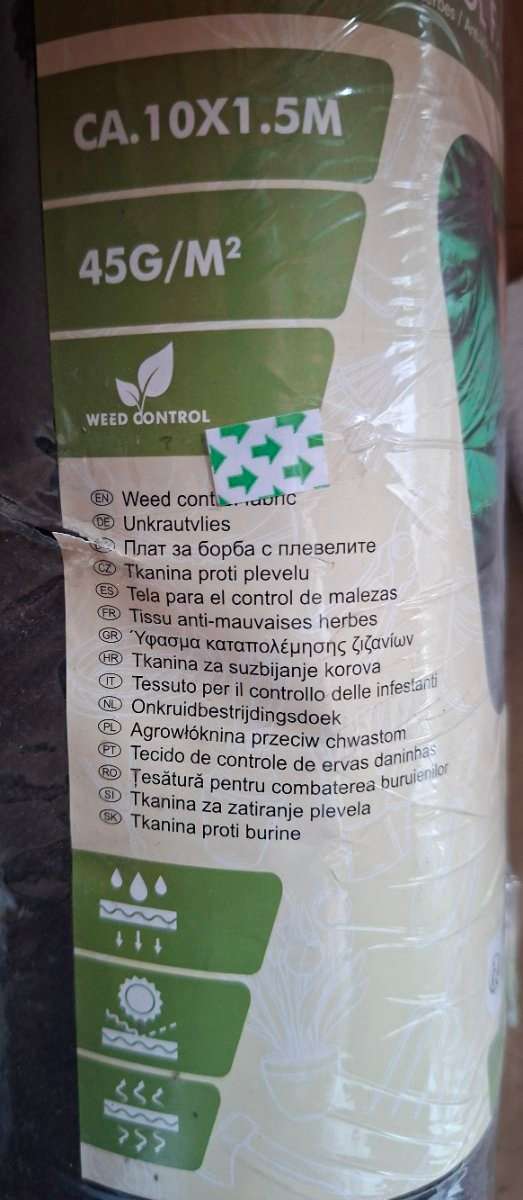 CA.10X1.5M
45G/M²
WEED CONTROL
EN Weed
DE Unkrautvlies
Плат за борба с плевелите
CZ Tkanina proti plevelu
ES Tela para el control de malezas
FR Tissu anti-mauvaises herbes
GR Ύφασμα καταπολέμησης ζιζανίων
HR Tkanina za suzbijanje korova
IT Tessuto per il controllo delle infestanti
NL Onkruidbestrijdingsdoek
PL Agrowłóknina przeciw chwastom
PT Tecido de controle de ervas daninhas
RO Țesătură pentru combaterea buruienilor
SI Tkanina za zatiranje plevela
SK Tkanina proti burine